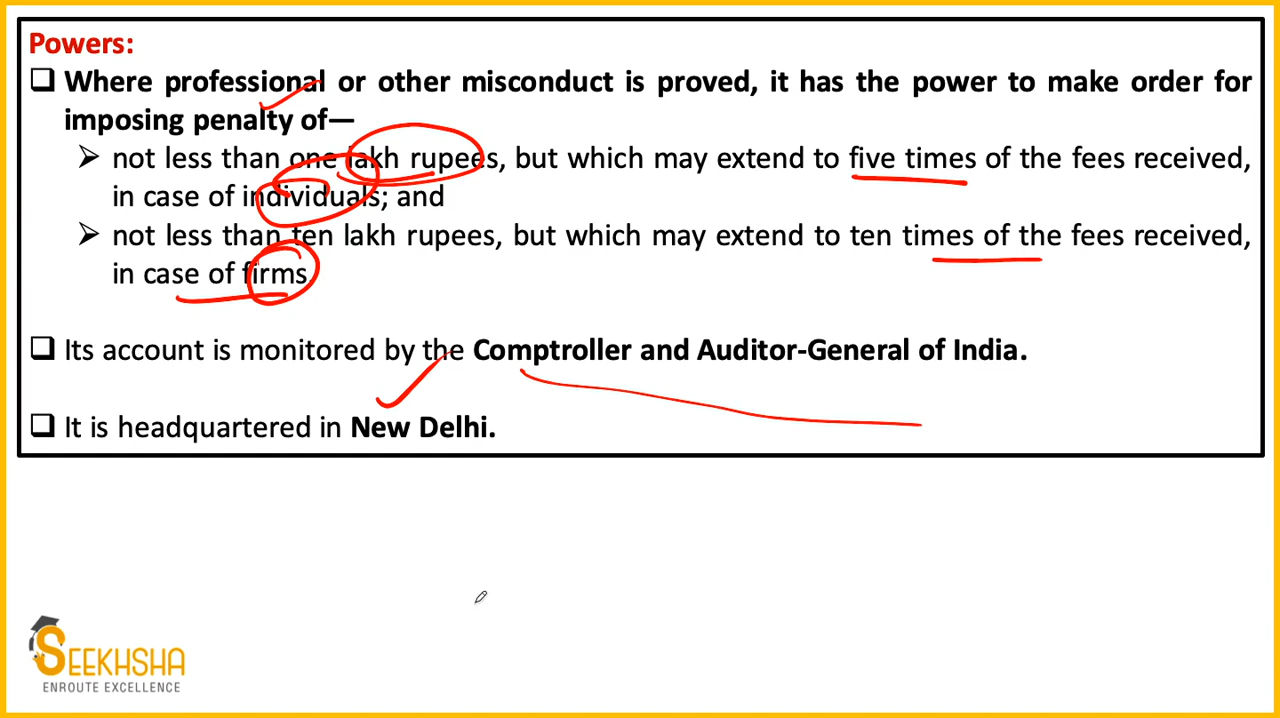 Powers:
❑ Where professional or other misconduct is proved, it has the power to make order for
imposing penalty of—
➢ not less than one lakh rupees, but which may extend to five times of the fees received,
in case of individuals; and
➢ not less than ten lakh rupees, but which may extend to ten times of the fees received,
in case of firms.
❑ Its account is monitored by the Comptroller and Auditor-General of India.
❑ It is headquartered in New Delhi.
SEEKHSHA
ENROUTE EXCELLENCE